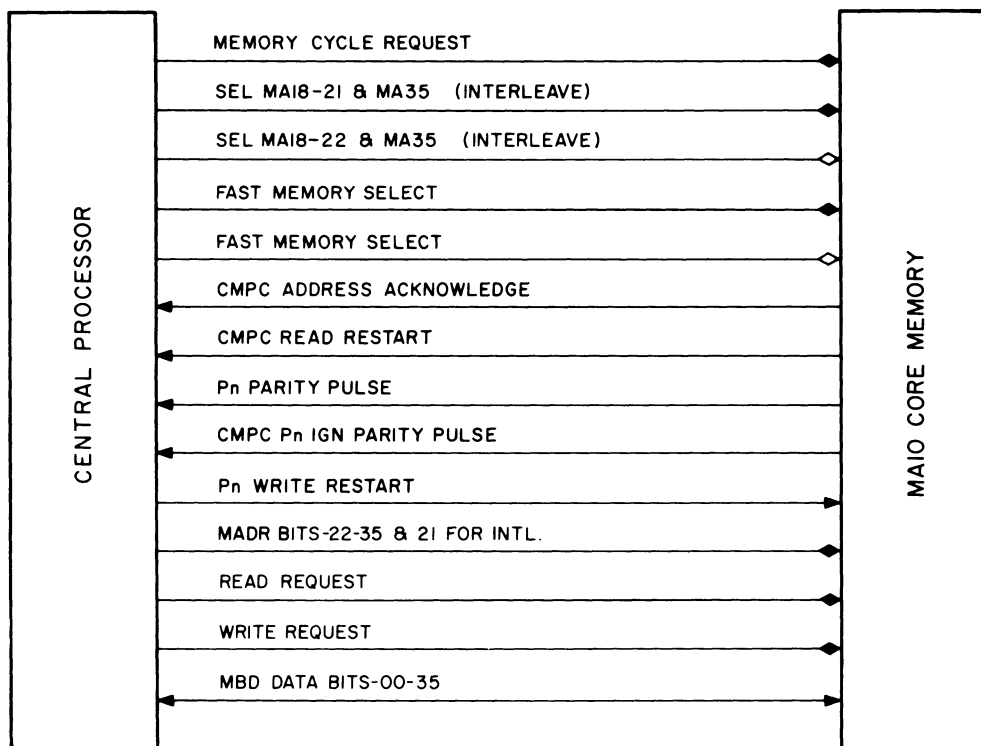 MEMORY CYCLE REQUEST
SEL MA18-21 & MA35 (INTERLEAVE)
SEL MA18-22 & MA35 (INTERLEAVE)
FAST MEMORY SELECT
FAST MEMORY SELECT
CMPC ADDRESS ACKNOWLEDGE
CMPC READ RESTART
Pn PARITY PULSE
CMPC Pn IGN PARITY PULSE
Pn WRITE RESTART
MADR BITS-22-35 & 21 FOR INTL.
READ REQUEST
WRITE REQUEST
MBD DATA BITS-00-35
CENTRAL PROCESSOR
MA10 CORE MEMORY